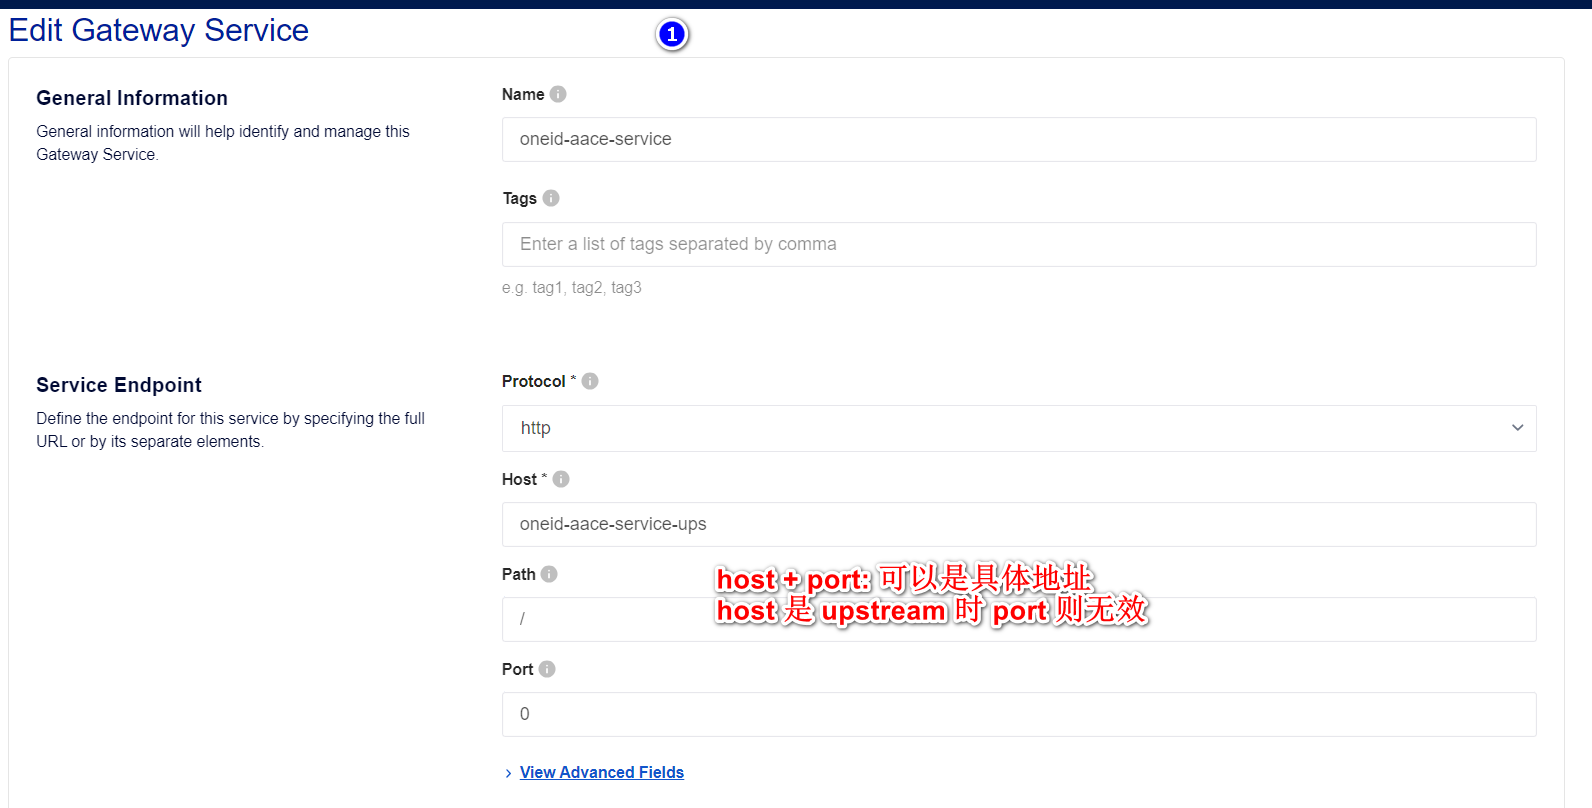 Edit Gateway Service
1
General Information
General information will help identify and manage this
Gateway Service.
Name
oneid-aace-service
Tags
Enter a list of tags separated by comma
e.g. tag1, tag2, tag3
Service Endpoint
Define the endpoint for this service by specifying the full
URL or by its separate elements.
Protocol *
http
Host *
oneid-aace-service-ups
Path
host + port: 可以是具体地址
host 是 upstream 时 port 则无效
/
Port
0
View Advanced Fields